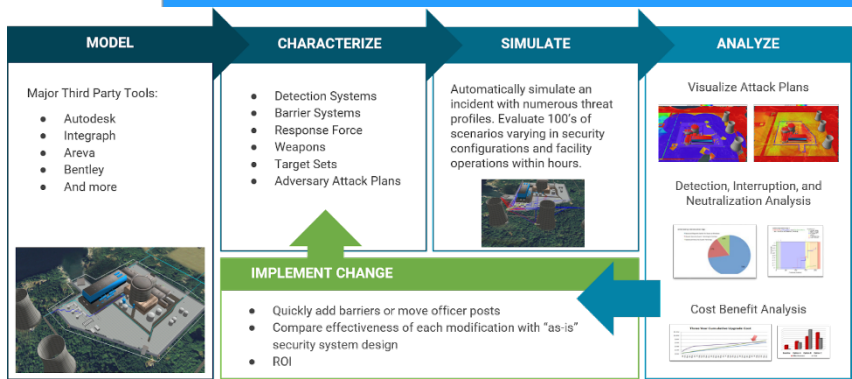 MODEL
CHARACTERIZE
SIMULATE
ANALYZE
Major Third Party Tools:
● Autodesk
● Integraph
● Areva
● Bentley
● And more
● Detection Systems
● Barrier Systems
● Response Force
● Weapons
● Target Sets
● Adversary Attack Plans
Automatically simulate an
incident with numerous threat
profiles. Evaluate 100's of
scenarios varying in security
configurations and facility
operations within hours.
Visualize Attack Plans
Detection, Interruption, and
Neutralization Analysis
Cost Benefit Analysis
IMPLEMENT CHANGE
● Quickly add barriers or move officer posts
● Compare effectiveness of each modification with “as-is”
security system design
● ROI